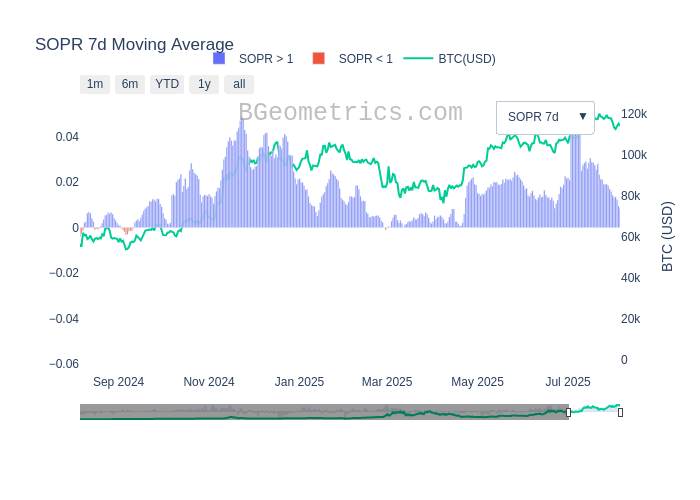 SOPR 7d Moving Average
SOPR > 1
SOPR < 1
BTC(USD)
1m
6m
YTD
1y
all
BGeometrics.com
SOPR 7d ▼
0.04
0.02
0
−0.02
−0.04
−0.06
120k
100k
80k
60k
40k
20k
0
BTC (USD)
Sep 2024
Nov 2024
Jan 2025
Mar 2025
May 2025
Jul 2025